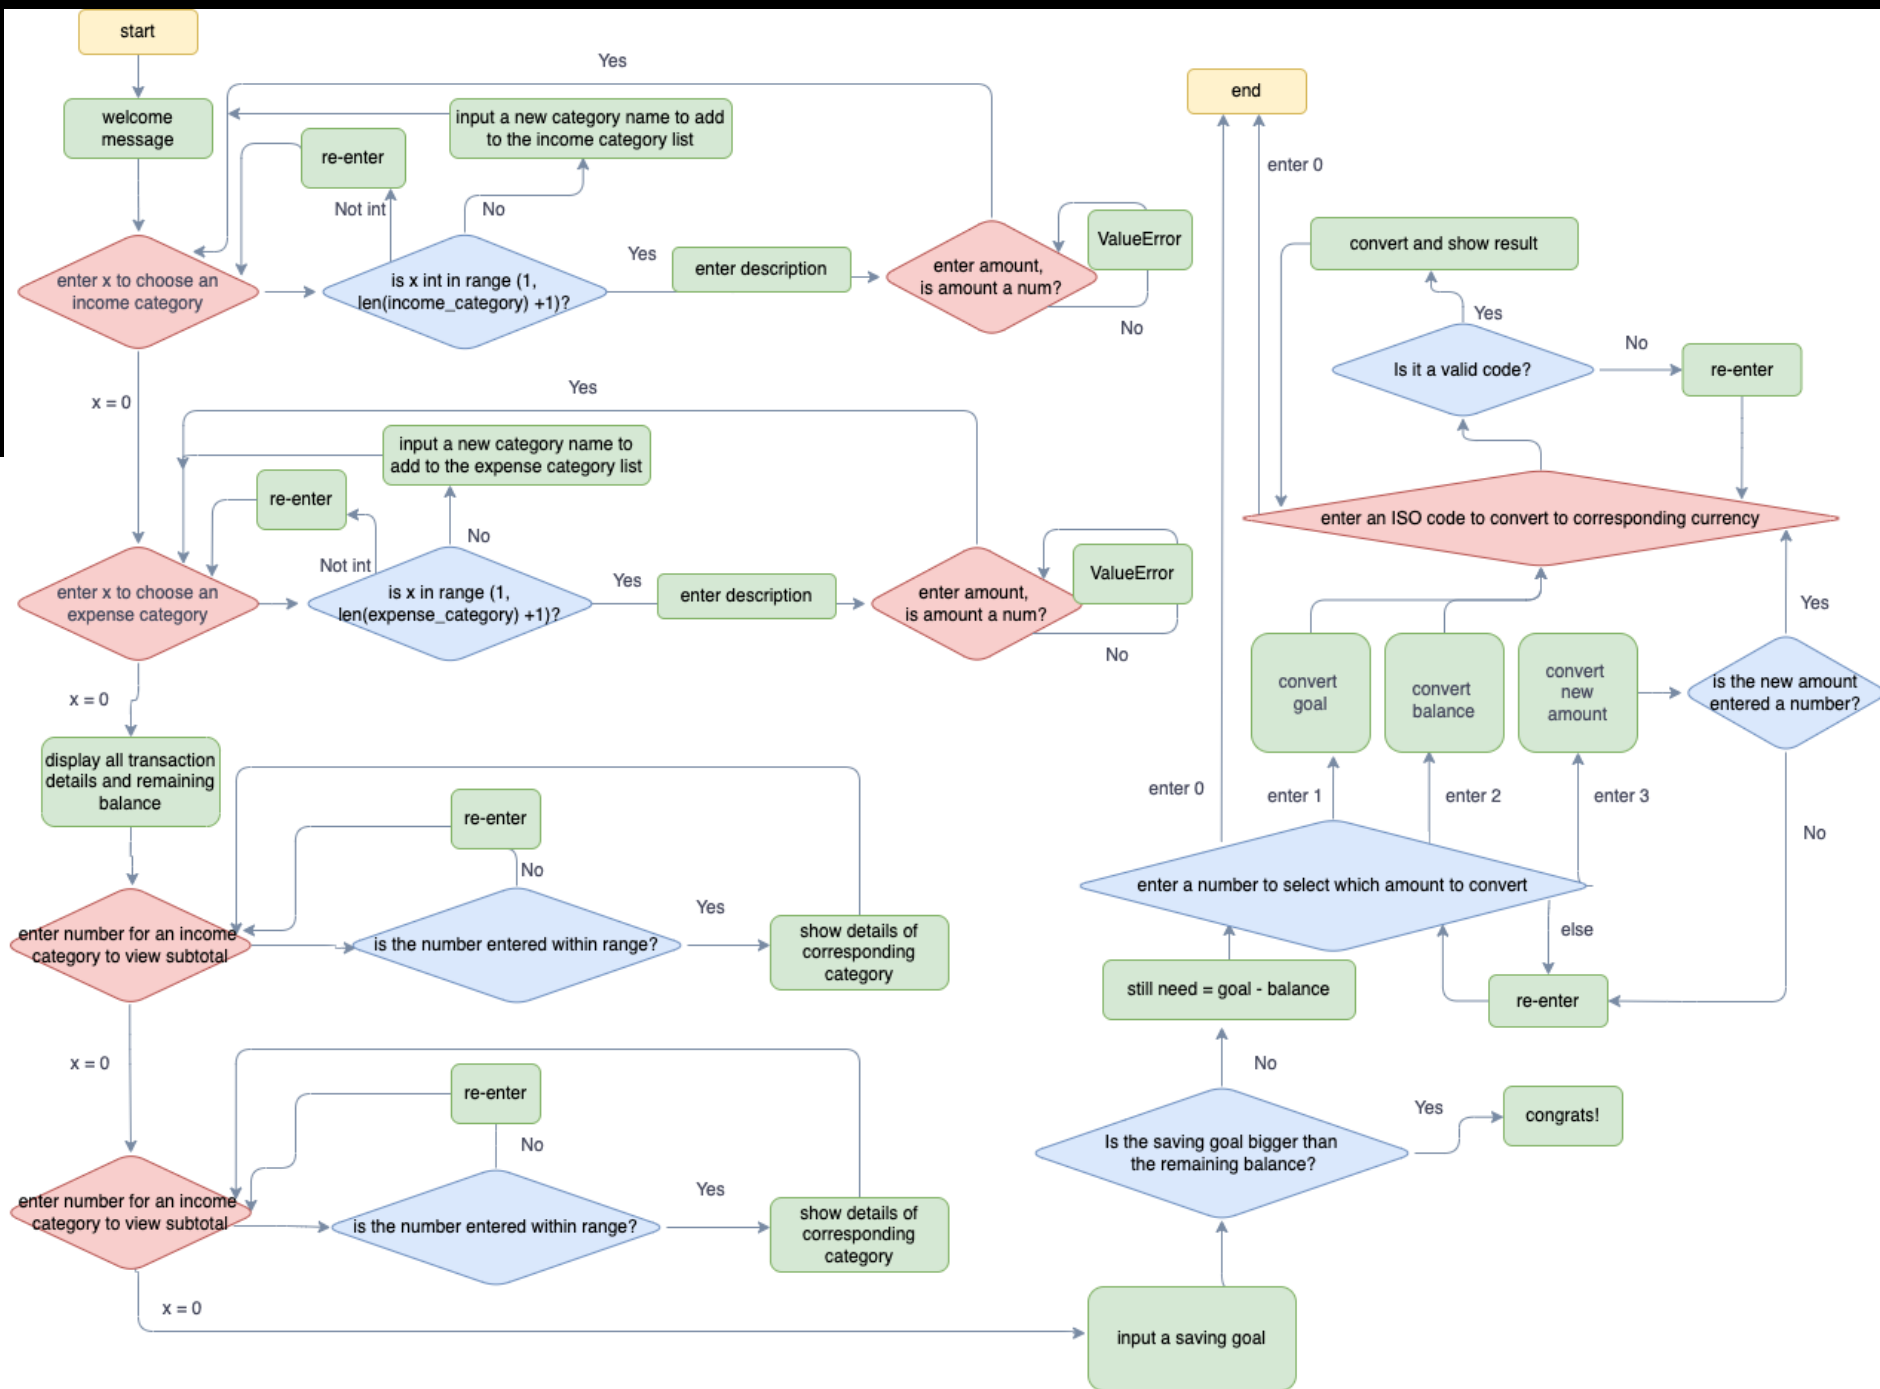 start
welcome
message
Yes
input a new category name to add
to the income category list
re-enter
Not int
No
enter x to choose an
income category
is x int in range (1,
len(income_category) +1)?
Yes
enter description
enter amount,
is amount a num?
ValueError
No
x = 0
Yes
input a new category name to
add to the expense category list
re-enter
Not int
No
enter x to choose an
expense category
is x in range (1,
len(expense_category) +1)?
Yes
enter description
enter amount,
is amount a num?
ValueError
No
x = 0
display all transaction
details and remaining
balance
re-enter
No
enter number for an income
category to view subtotal
is the number entered within range?
Yes
show details of
corresponding
category
x = 0
re-enter
No
enter number for an income
category to view subtotal
is the number entered within range?
Yes
show details of
corresponding
category
x = 0
input a saving goal
Is the saving goal bigger than
the remaining balance?
Yes
congrats!
No
still need = goal - balance
enter a number to select which amount to convert
else
re-enter
enter 0
enter 1
enter 2
enter 3
convert
goal
convert
balance
convert
new
amount
is the new amount
entered a number?
Yes
No
enter an ISO code to convert to corresponding currency
Is it a valid code?
No
re-enter
Yes
convert and show result
enter 0
end